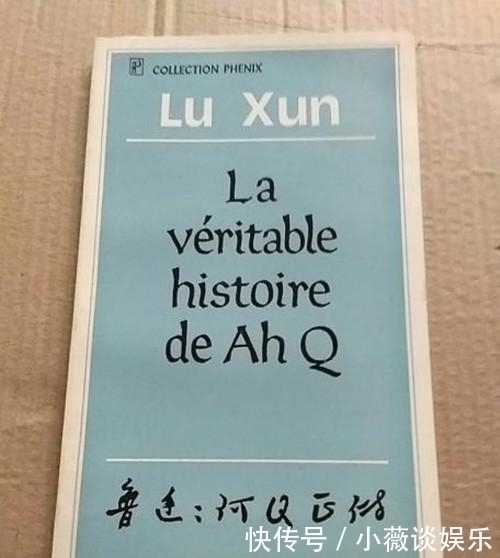 COLLECTION PHENIX
Lu Xun
La
véritable
histoire
de Ah Q
鲁迅：阿Q正传
快传号 / 小薇谈娱乐